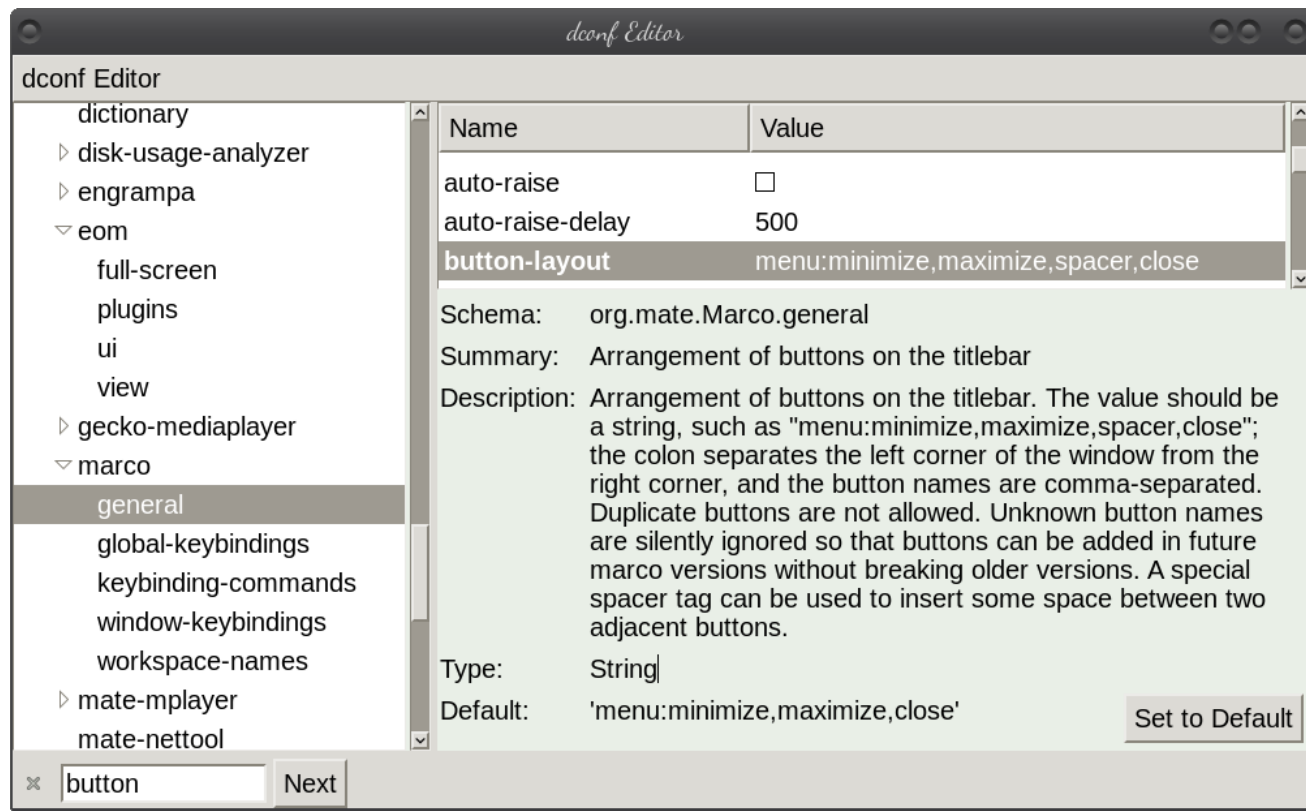 dconf Editor
dconf Editor
dictionary
disk-usage-analyzer
engrampa
eom
full-screen
plugins
ui
view
gecko-mediaplayer
marco
general
global-keybindings
keybinding-commands
window-keybindings
workspace-names
mate-mplayer
mate-nettool
Name Value
auto-raise
auto-raise-delay 500
button-layout menu:minimize,maximize,spacer,close
Schema: org.mate.Marco.general
Summary: Arrangement of buttons on the titlebar
Description: Arrangement of buttons on the titlebar. The value should be
a string, such as "menu:minimize,maximize,spacer,close";
the colon separates the left corner of the window from the
right corner, and the button names are comma-separated.
Duplicate buttons are not allowed. Unknown button names
are silently ignored so that buttons can be added in future
marco versions without breaking older versions. A special
spacer tag can be used to insert some space between two
adjacent buttons.
Type: String
Default: 'menu:minimize,maximize,close'
Set to Default
button Next